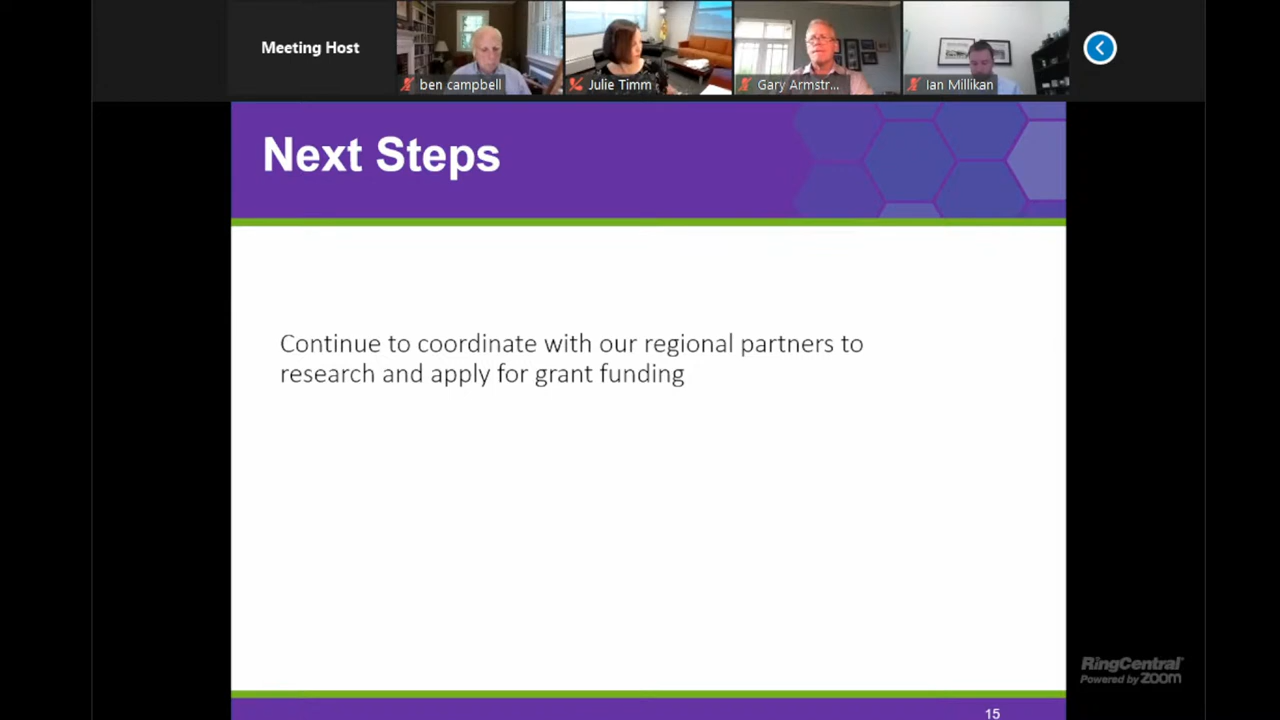 Meeting Host
ben campbell
Julie Timm
Gary Armstr...
Ian Millikan
Next Steps
Continue to coordinate with our regional partners to
research and apply for grant funding
RingCentral
Powered by zoom
15